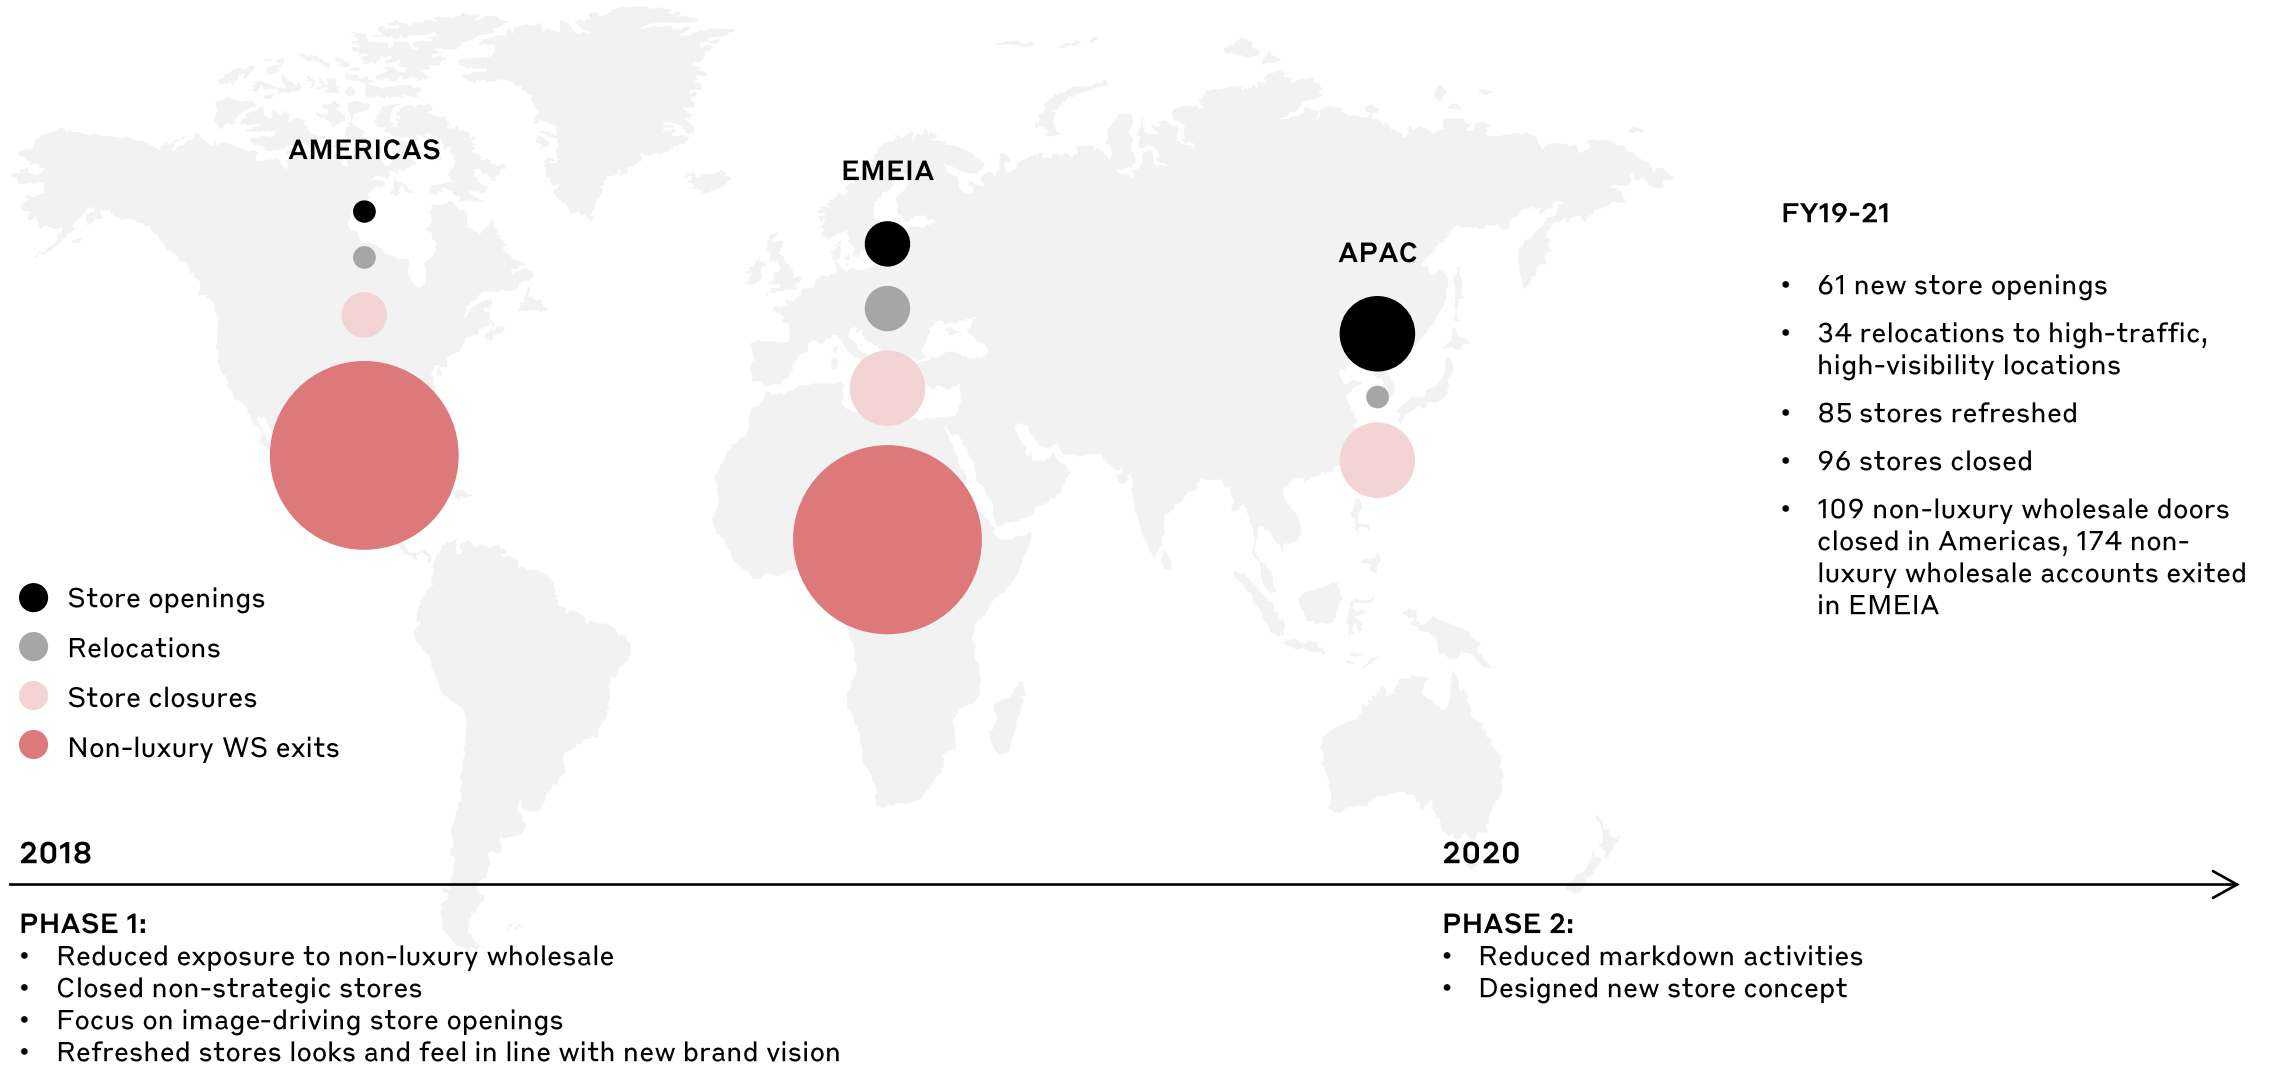 AMERICAS
EMEIA
APAC
Store openings
Relocations
Store closures
Non-luxury WS exits
FY19-21
• 61 new store openings
• 34 relocations to high-traffic,
high-visibility locations
• 85 stores refreshed
• 96 stores closed
• 109 non-luxury wholesale doors
closed in Americas, 174 non-
luxury wholesale accounts exited
in EMEIA
2018
2020
PHASE 1:
• Reduced exposure to non-luxury wholesale
• Closed non-strategic stores
• Focus on image-driving store openings
• Refreshed stores looks and feel in line with new brand vision
PHASE 2:
• Reduced markdown activities
• Designed new store concept